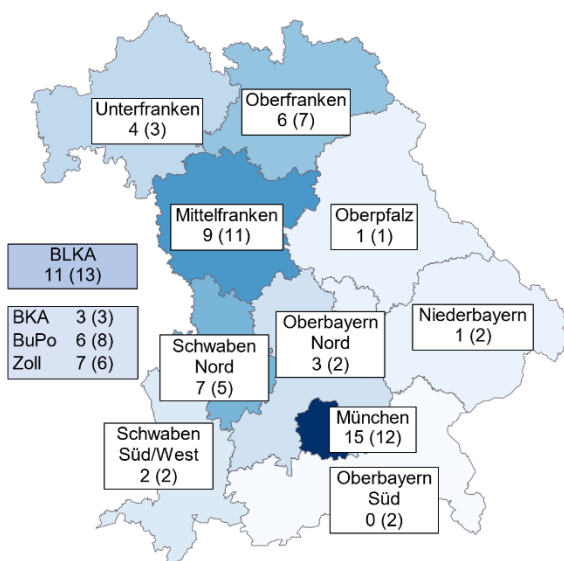 Unterfranken
4 (3)
Oberfranken
6 (7)
Mittelfranken
9 (11)
Oberpfalz
1 (1)
BLKA
11 (13)
BKA 3 (3)
BuPo 6 (8)
Zoll 7 (6)
Schwaben
Nord
7 (5)
Oberbayern
Nord
3 (2)
Niederbayern
1 (2)
München
15 (12)
Schwaben
Süd/West
2 (2)
Oberbayern
Süd
0 (2)